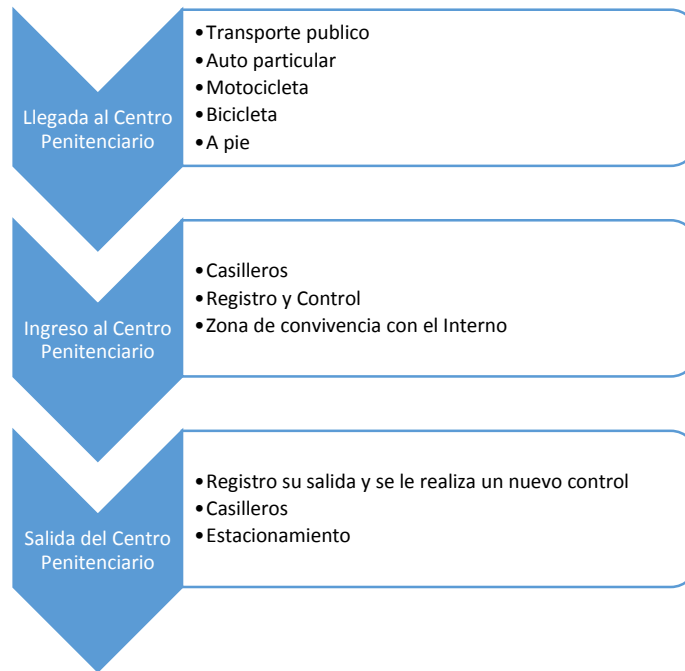 Llegada al Centro
Penitenciario
•Transporte publico
•Auto particular
•Motocicleta
•Bicicleta
•A pie
Ingreso al Centro
Penitenciario
•Casilleros
•Registro y Control
•Zona de convivencia con el Interno
Salida del Centro
Penitenciario
•Registro su salida y se le realiza un nuevo control
•Casilleros
•Estacionamiento